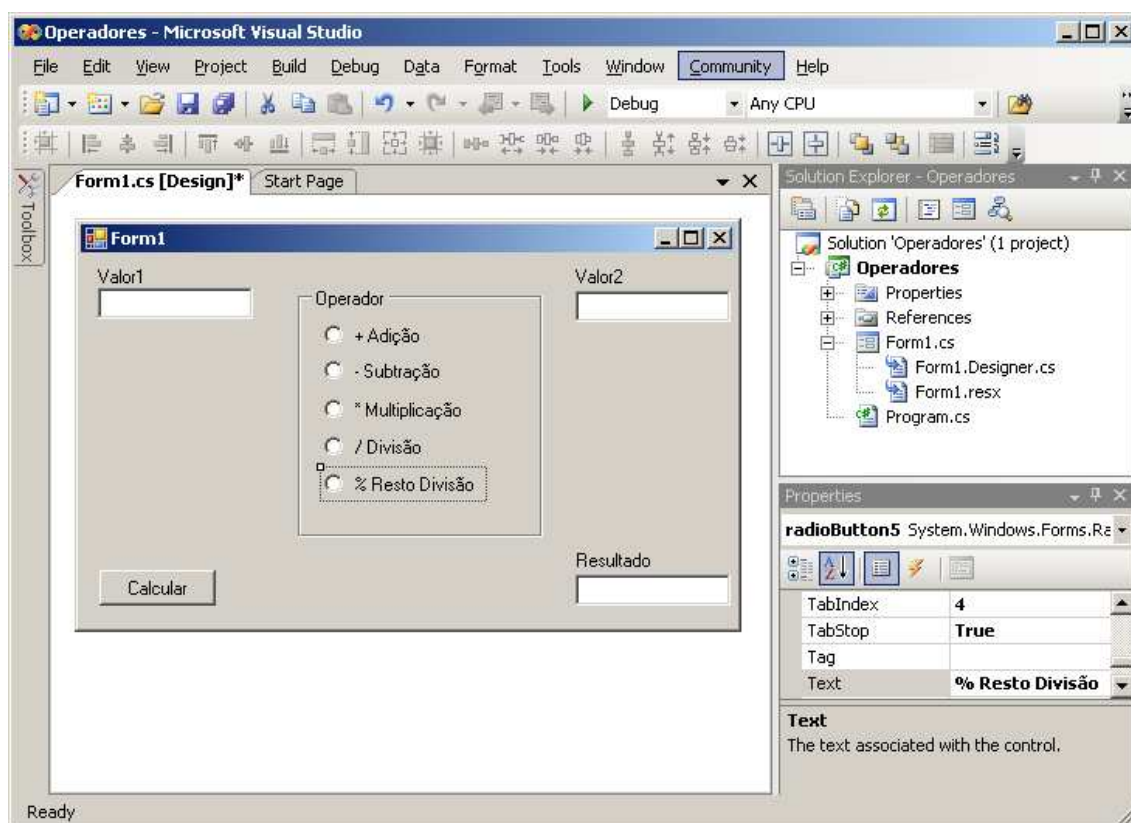 Operadores - Microsoft Visual Studio
File Edit View Project Build Debug Data Format Tools Window Community Help
Debug Any CPU
Toolbox
Form1.cs [Design]* Start Page
Form1
Valor1
Operador
+ Adição
- Subtração
* Multiplicação
/ Divisão
% Resto Divisão
Valor2
Calcular
Resultado
Solution Explorer - Operadores
Solution 'Operadores' (1 project)
Operadores
Properties
References
Form1.cs
Form1.Designer.cs
Form1.resx
Program.cs
Properties
radioButton5 System.Windows.Forms.Ra
TabIndex 4
TabStop True
Tag
Text % Resto Divisão
Text
The text associated with the control.
Ready